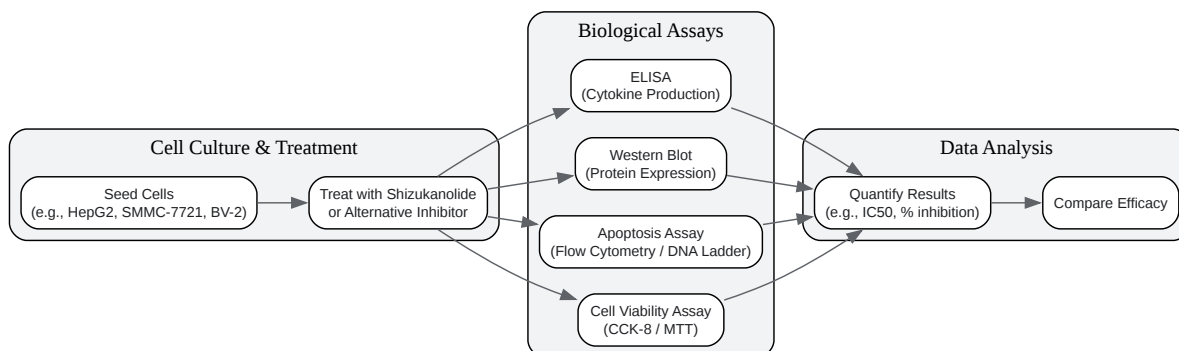 Cell Culture & Treatment
Seed Cells
(e.g., HepG2, SMMC-7721, BV-2)
Treat with Shizukanolide
or Alternative Inhibitor
Biological Assays
ELISA
(Cytokine Production)
Western Blot
(Protein Expression)
Apoptosis Assay
(Flow Cytometry / DNA Ladder)
Cell Viability Assay
(CCK-8 / MTT)
Data Analysis
Quantify Results
(e.g., IC50, % inhibition)
Compare Efficacy